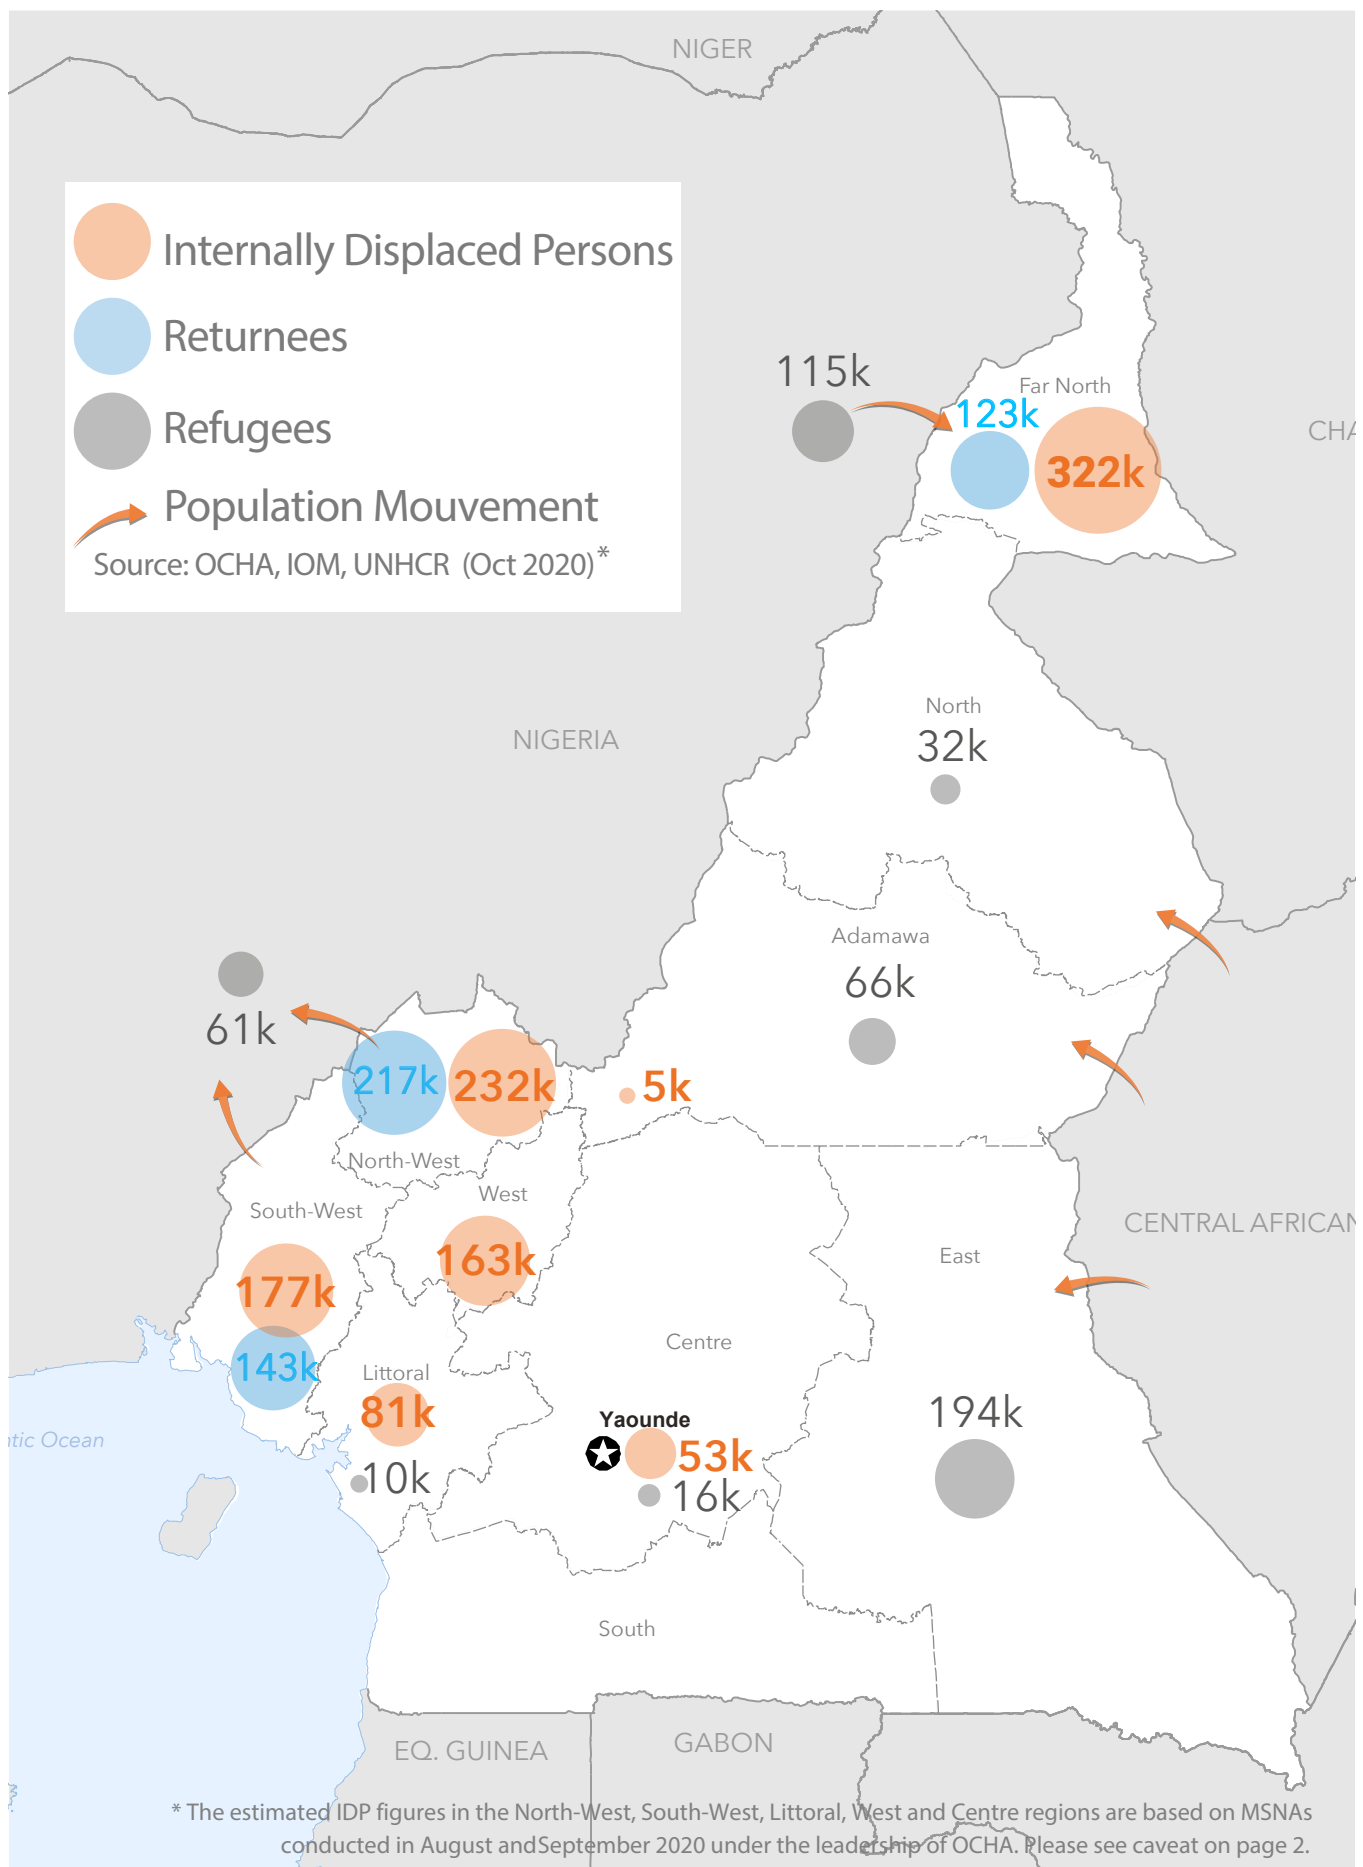 NIGER
Internally Displaced Persons
Returnees
Refugees
Population Mouvement
Source: OCHA, IOM, UNHCR (Oct 2020)*
115k
Far North
123k
322k
CHA
North
32k
NIGERIA
Adamawa
66k
61k
217k
232k
5k
North-West
West
South-West
163k
177k
143k
CENTRAL AFRICAN
East
Centre
Littoral
81k
10k
Yaounde
53k
16k
194k
ntic Ocean
South
EQ. GUINEA
GABON
* The estimated IDP figures in the North-West, South-West, Littoral, West and Centre regions are based on MSNAs
conducted in August andSeptember 2020 under the leadership of OCHA. Please see caveat on page 2.